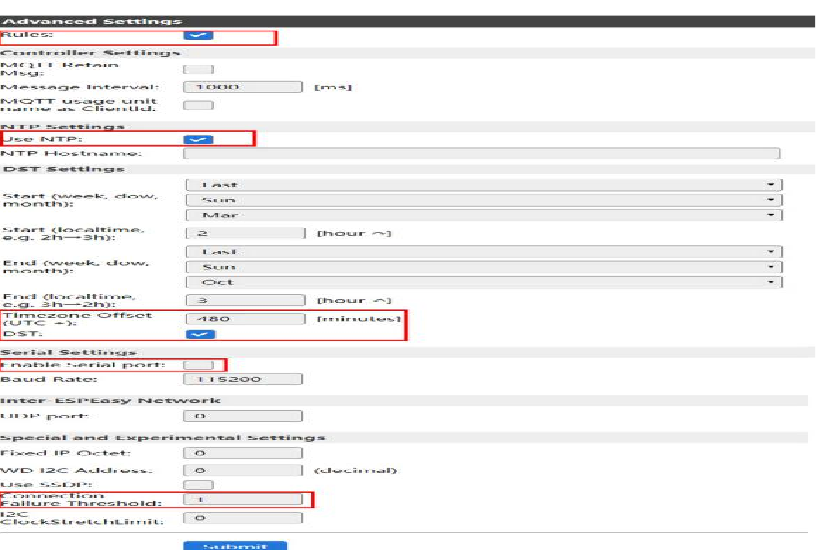 Advanced Settings
Rules:
Controller Settings
MQTT Retain
Msg:
Message Interval: 1000 [ms]
MQTT usage unit
name as ClientId:
NTP Settings
Use NTP:
NTP Hostname:
DST Settings
Last
Start (week, dow, Sun
month):
Mar
Start (localtime, 2 [hour ↷]
e.g. 2h→3h):
Last
End (week, dow, Sun
month):
Oct
End (localtime, 3 [hour ↶]
e.g. 3h→2h):
Timezone Offset -480 [minutes]
(UTC +):
DST:
Serial Settings
Enable Serial port:
Baud Rate: 115200
Inter-ESPEasy Network
UDP port: 0
Special and Experimental Settings
Fixed IP Octet: 0
WD I2C Address: 0 (decimal)
Use SSDP:
Connection 1
Failure Threshold:
I2C 0
ClockStretchLimit:
Submit